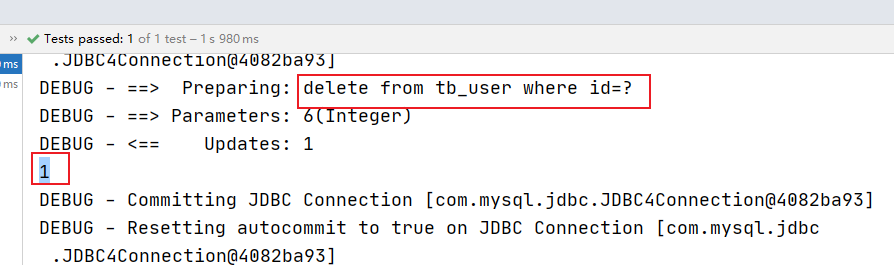 Tests passed: 1 of 1 test – 1 s 980 ms
.JDBC4Connection@4082ba93]
ms
DEBUG - ==>  Preparing: delete from tb_user where id=?
ms
DEBUG - ==> Parameters: 6(Integer)
DEBUG - <==    Updates: 1
1
DEBUG - Committing JDBC Connection [com.mysql.jdbc.JDBC4Connection@4082ba93]
DEBUG - Resetting autocommit to true on JDBC Connection [com.mysql.jdbc
.JDBC4Connection@4082ba93]